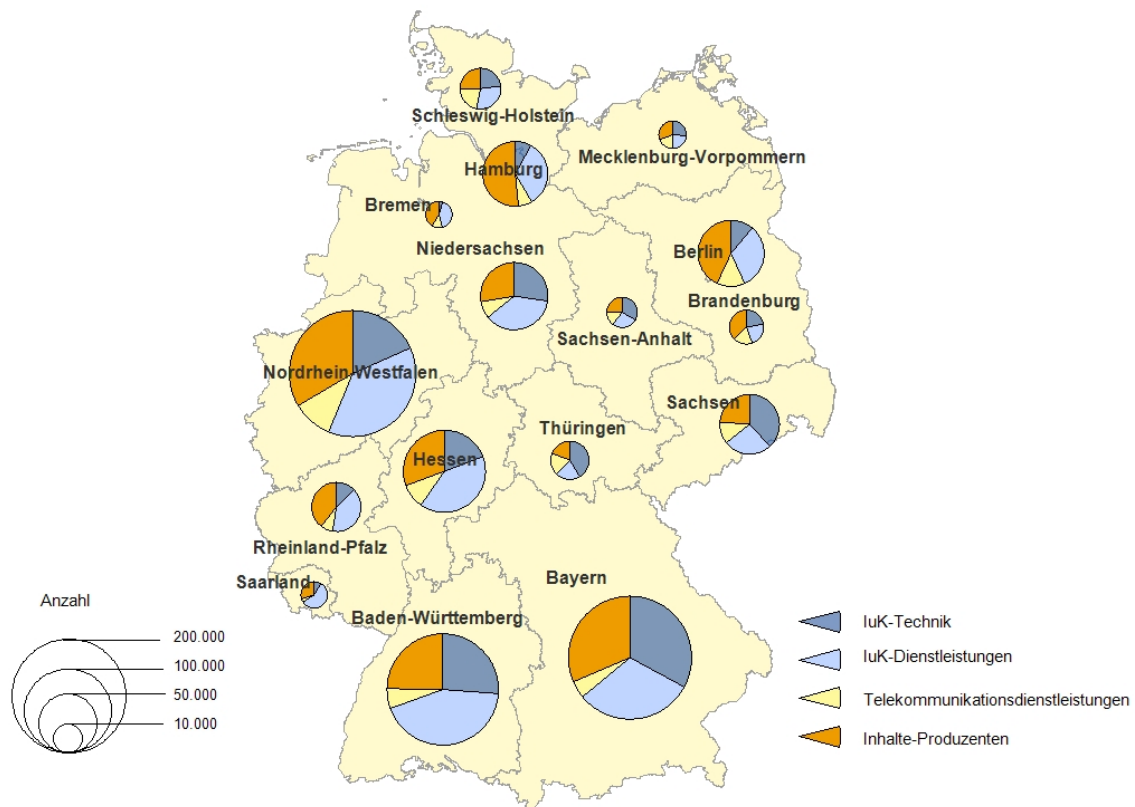 Schleswig-Holstein
Mecklenburg-Vorpommern
Hamburg
Bremen
Niedersachsen
Berlin
Brandenburg
Sachsen-Anhalt
Nordrhein-Westfalen
Sachsen
Thüringen
Hessen
Rheinland-Pfalz
Saarland
Bayern
Baden-Württemberg
Anzahl
200.000
100.000
50.000
10.000
IuK-Technik
IuK-Dienstleistungen
Telekommunikationsdienstleistungen
Inhalte-Produzenten